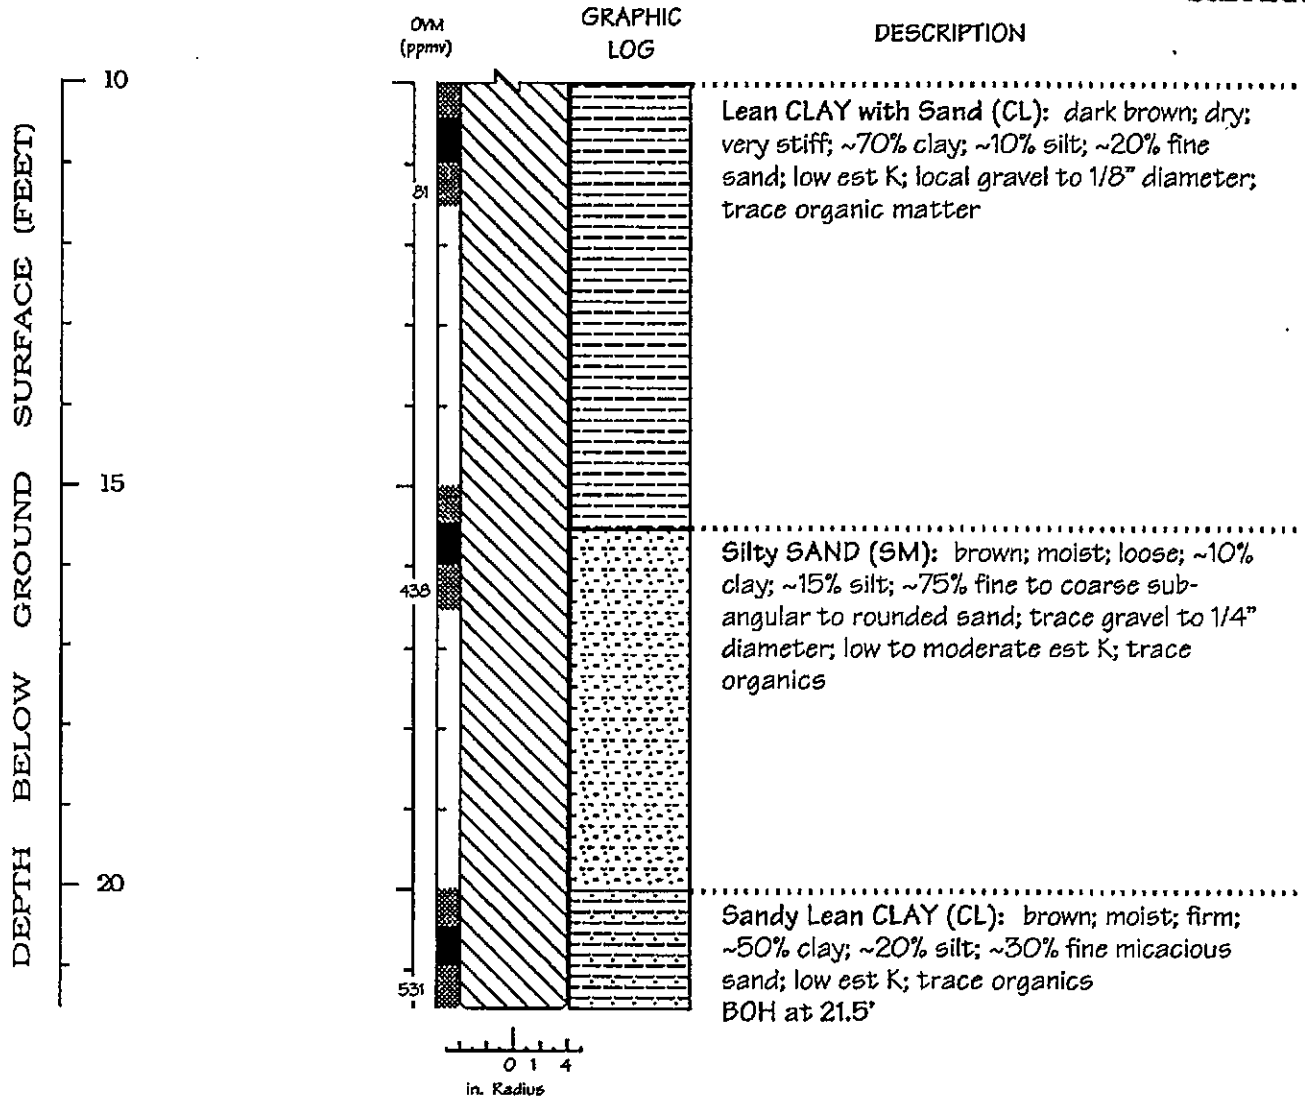 OVM
(ppmv)
GRAPHIC
LOG
DESCRIPTION
DEPTH BELOW GROUND SURFACE (FEET)
10
15
20
81
438
531
Lean CLAY with Sand (CL): dark brown; dry;
very stiff; ~70% clay; ~10% silt; ~20% fine
sand; low est K; local gravel to 1/8" diameter;
trace organic matter
Silty SAND (SM): brown; moist; loose; ~10%
clay; ~15% silt; ~75% fine to coarse sub-
angular to rounded sand; trace gravel to 1/4"
diameter; low to moderate est K; trace
organics
Sandy Lean CLAY (CL): brown; moist; firm;
~50% clay; ~20% silt; ~30% fine micacious
sand; low est K; trace organics
BOH at 21.5'
0 1 4
in. Radius